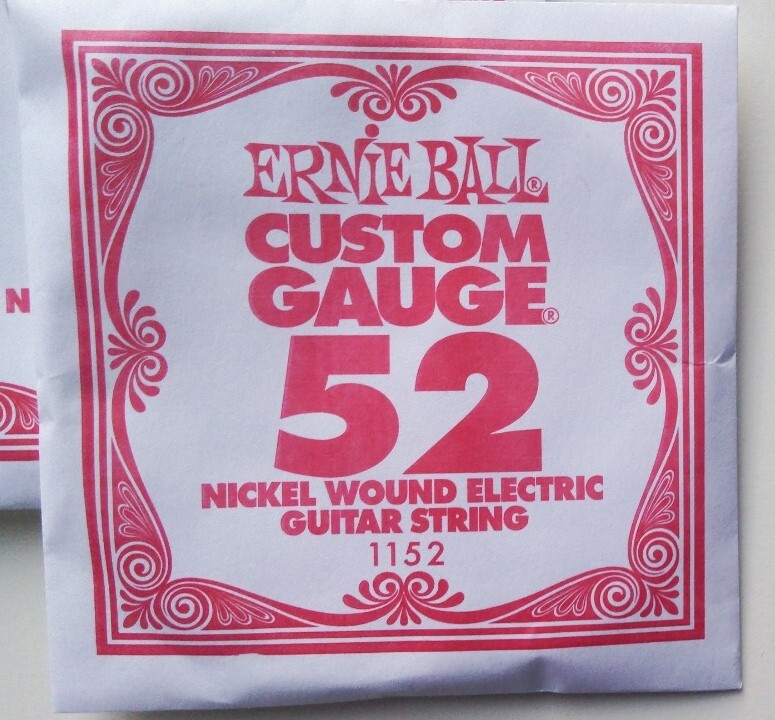 ERNiE BALL®
CUSTOM
GAUGE®
52
NICKEL WOUND ELECTRIC
GUITAR STRING
1152
N